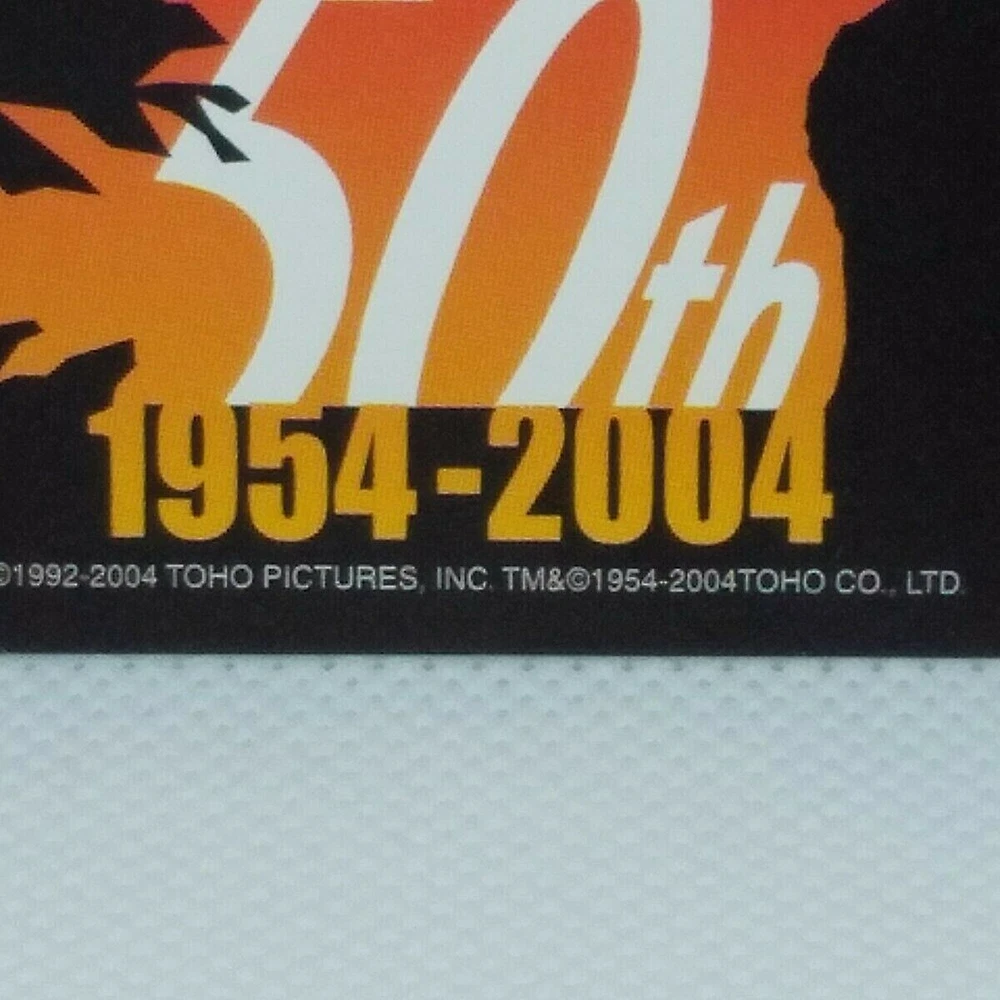 50th
1954-2004
©1992-2004 TOHO PICTURES, INC. TM&©1954-2004TOHO CO., LTD.